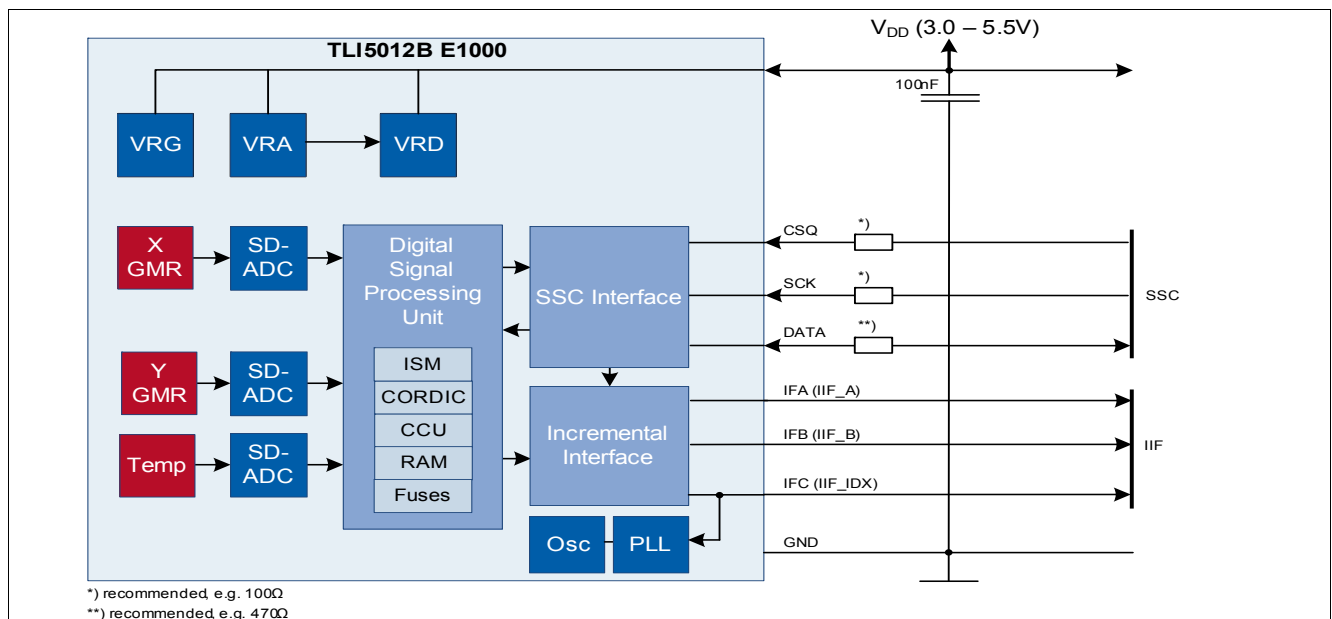 V_DD (3.0 – 5.5V)
TLI5012B E1000
100nF
VRG
VRA
VRD
CSQ
*)
X
GMR
SD-
ADC
Digital
Signal
Processing
Unit
SSC Interface
SCK
*)
SSC
DATA
**)
Y
GMR
SD-
ADC
ISM
CORDIC
CCU
RAM
Fuses
Incremental
Interface
IFA (IIF_A)
IFB (IIF_B)
IIF
Temp
SD-
ADC
IFC (IIF_IDX)
Osc
PLL
GND
*) recommended, e.g. 100Ω
**) recommended, e.g. 470Ω